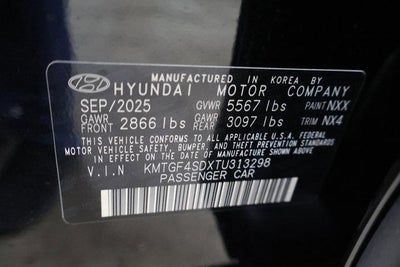 MANUFACTURED IN KOREA BY
HYUNDAI MOTOR COMPANY
SEP/2025 GVWR 5567 lbs PAINT NXX
GAWR FRONT 2866 lbs GAWR REAR 3097 lbs TRIM NX4
THIS VEHICLE CONFORMS TO ALL APPLICABLE U.S.A. FEDERAL
MOTOR VEHICLE SAFETY, BUMPER, AND THEFT PREVENTION
STANDARDS IN EFFECT ON THE DATE OF MANUFACTURE SHOWN ABOVE.
V.I.N KMTGF4SDXTU313298
PASSENGER CAR